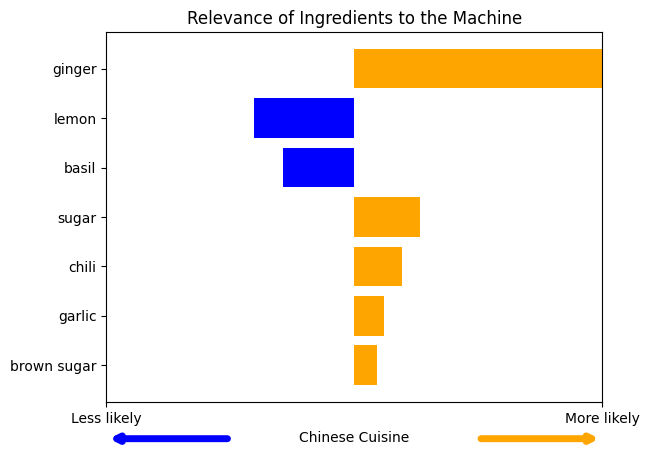 Relevance of Ingredients to the Machine
ginger
lemon
basil
sugar
chili
garlic
brown sugar
Less likely
More likely
Chinese Cuisine